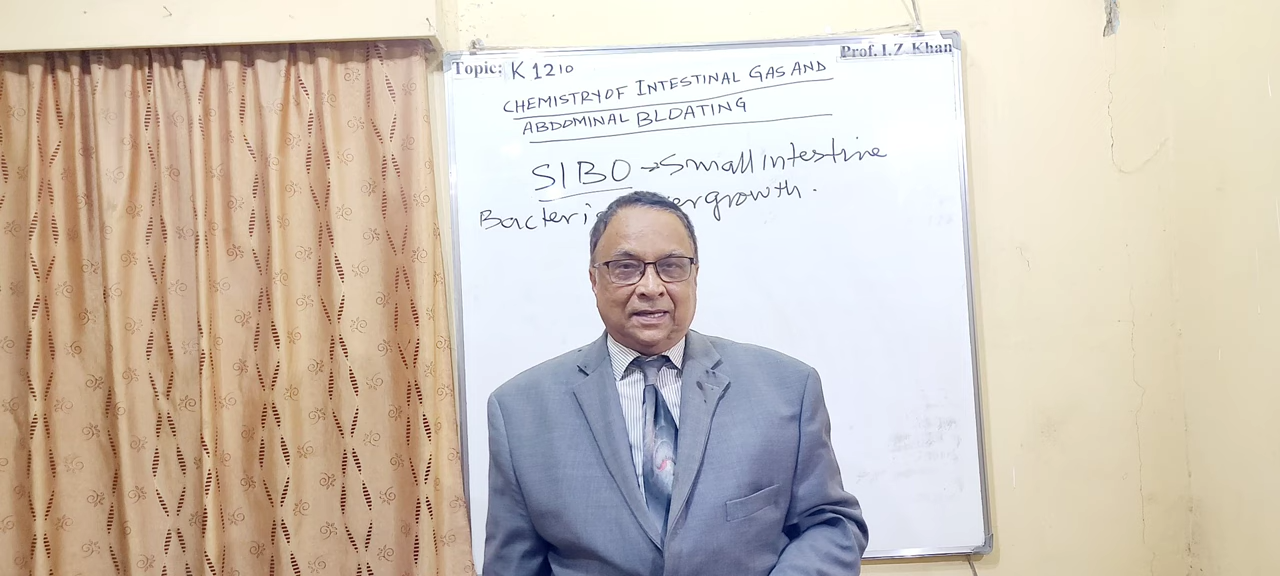 Topic: K 1210 Prof. I.Z. Khan
CHEMISTRY OF INTESTINAL GAS AND
ABDOMINAL BLOATING
SIBO → Small intestine
Bacteri ergrowth.